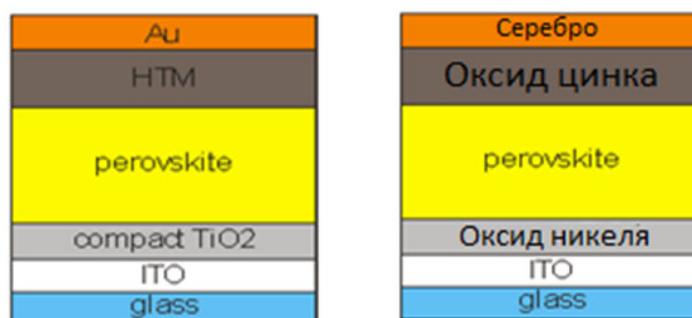 Au
HTM
perovskite
compact TiO2
ITO
glass
Серебро
Оксид цинка
perovskite
Оксид никеля
ITO
glass